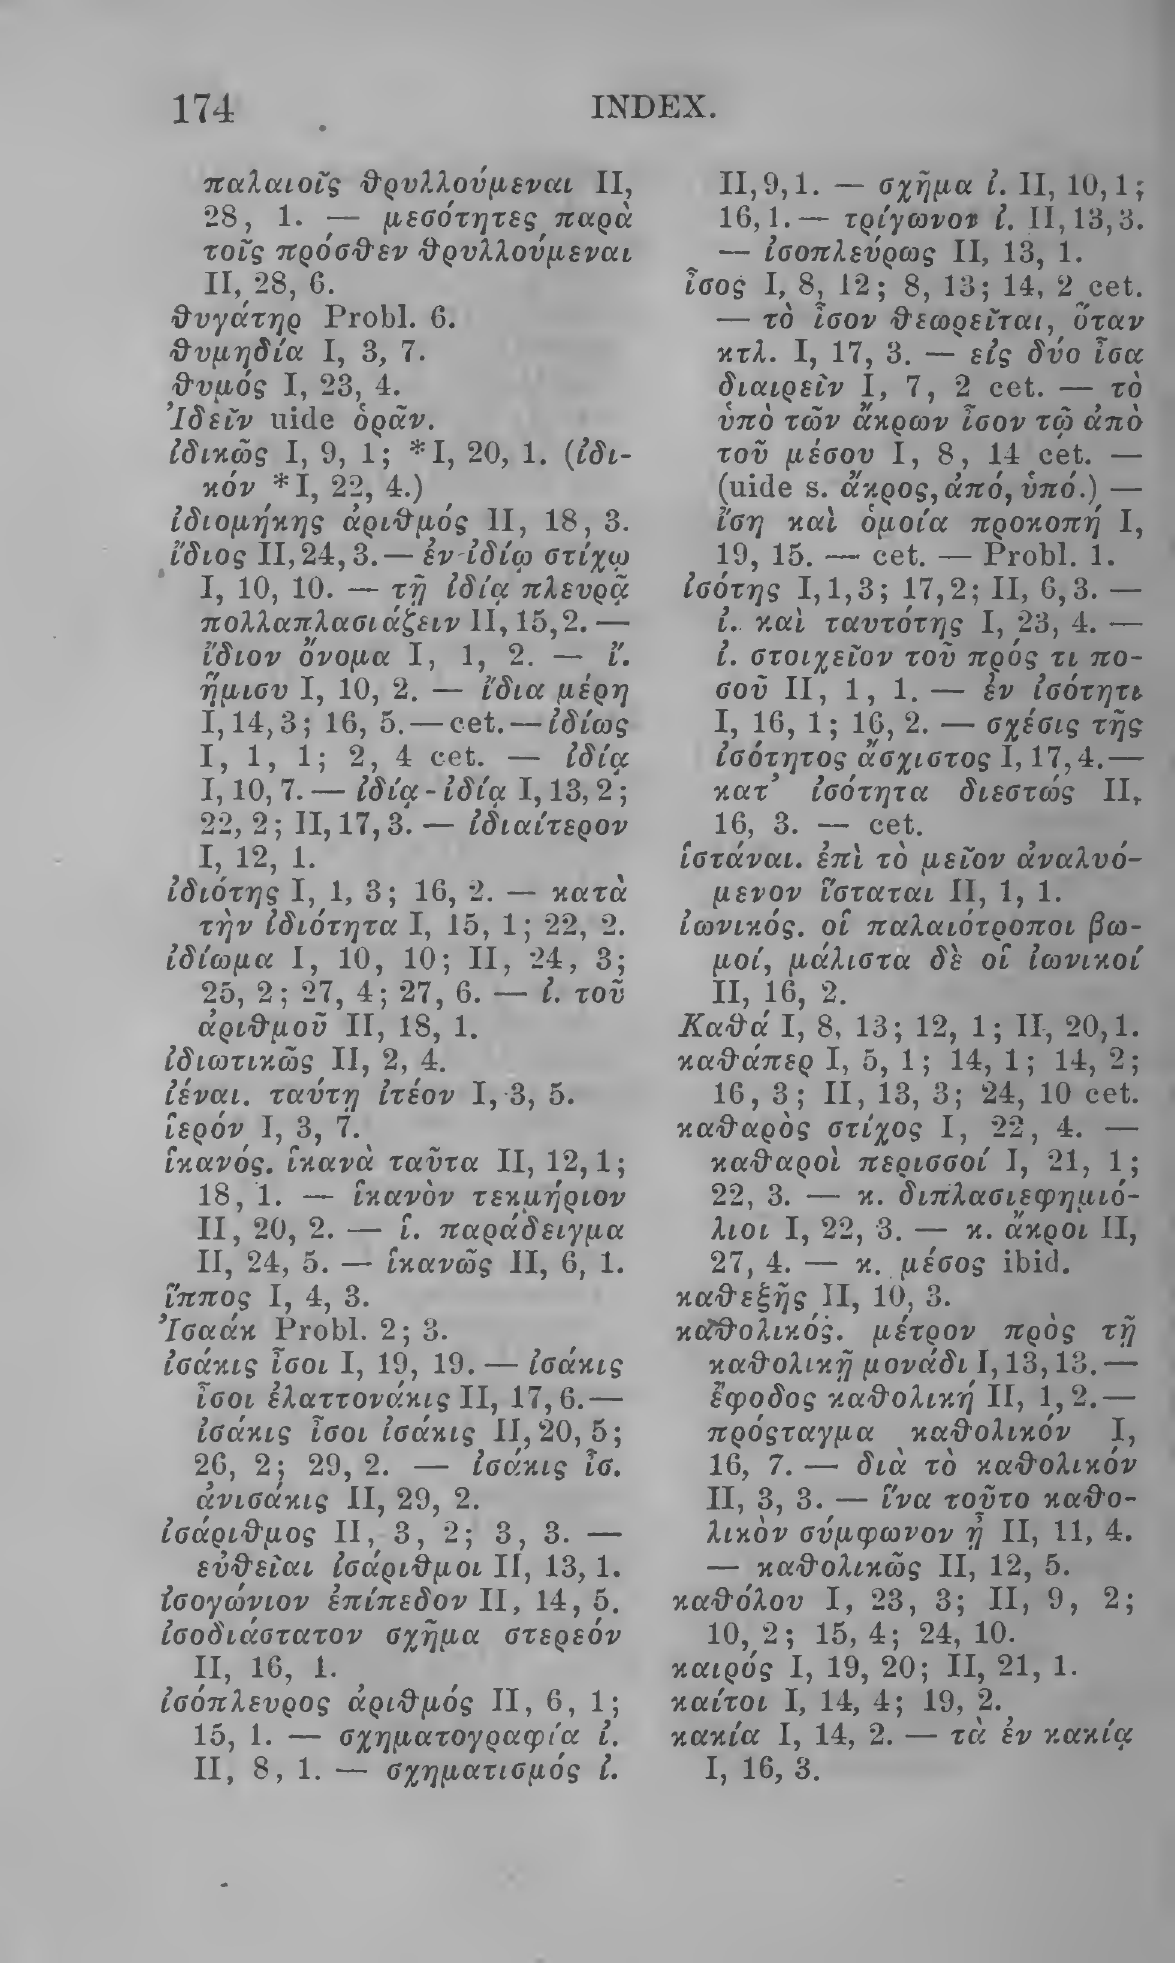 174
INDEX.
παλαιοῖς θρυλλούμεναι II,
28, 1. — μεσότητες παρὰ
τοῖς πρόσθεν θρυλλούμεναι
II, 28, 6.
θυγάτηρ Probl. 6.
θυμηδία I, 3, 7.
θυμός I, 23, 4.
Ἰδεῖν uide ὁρᾶν.
ἰδικῶς I, 9, 1; *I, 20, 1. (ἰδι-
κόν *I, 22, 4.)
ἰδιομήκης ἀριθμός II, 18, 3.
ἴδιος II, 24, 3. — ἐν ἰδίῳ στίχῳ
I, 10, 10. — τῇ ἰδίᾳ πλευρᾷ
πολλαπλασιάζειν II, 15, 2. —
ἴδιον ὄνομα I, 1, 2. — ἴ.
ἥμισυ I, 10, 2. — ἴδια μέρη
I, 14, 3; 16, 5. — cet. — ἰδίως
I, 1, 1; 2, 4 cet. — ἰδίᾳ
I, 10, 7. — ἰδίᾳ - ἰδίᾳ I, 13, 2;
22, 2; II, 17, 3. — ἰδιαίτερον
I, 12, 1.
ἰδιότης I, 1, 3; 16, 2. — κατὰ
τὴν ἰδιότητα I, 15, 1; 22, 2.
ἰδίωμα I, 10, 10; II, 24, 3;
25, 2; 27, 4; 27, 6. — ἰ. τοῦ
ἀριθμοῦ II, 18, 1.
ἰδιωτικῶς II, 2, 4.
ἰέναι. ταύτῃ ἰτέον I, 3, 5.
ἱερόν I, 3, 7.
ἱκανός. ἱκανὰ ταῦτα II, 12, 1;
18, 1. — ἱκανὸν τεκμήριον
II, 20, 2. — ἱ. παράδειγμα
II, 24, 5. — ἱκανῶς II, 6, 1.
ἵππος I, 4, 3.
Ἰσαάκ Probl. 2; 3.
ἰσάκις ἴσοι I, 19, 19. — ἰσάκις
ἴσοι ἐλαττονάκις II, 17, 6. —
ἰσάκις ἴσοι ἰσάκις II, 20, 5;
26, 2; 29, 2. — ἰσάκις ἴσ.
ἀνισάκις II, 29, 2.
ἰσάριθμος II, 3, 2; 3, 3. —
εὐθεῖαι ἰσάριθμοι II, 13, 1.
ἰσογώνιον ἐπίπεδον II, 14, 5.
ἰσοδιάστατον σχῆμα στερεόν
II, 16, 1.
ἰσόπλευρος ἀριθμός II, 6, 1;
15, 1. — σχηματογραφία ἰ.
II, 8, 1. — σχηματισμός ἰ.
II, 9, 1. — σχῆμα ἰ. II, 10, 1;
16, 1. — τρίγωνον ἰ. II, 13, 3.
— ἰσοπλεύρως II, 13, 1.
ἶσος I, 8, 12; 8, 13; 14, 2 cet.
— τὸ ἶσον θεωρεῖται, ὅταν
κτλ. I, 17, 3. — εἰς δύο ἶσα
διαιρεῖν I, 7, 2 cet. — τὸ
ὑπὸ τῶν ἄκρων ἶσον τῷ ἀπὸ
τοῦ μέσου I, 8, 14 cet. —
(uide s. ἄκρος, ἀπό, ὑπό.) —
ἴση καὶ ὁμοία προκοπή I,
19, 15. — cet. — Probl. 1.
ἰσότης I, 1, 3; 17, 2; II, 6, 3. —
ἰ. καὶ ταυτότης I, 23, 4. —
ἰ. στοιχεῖον τοῦ πρός τι πο-
σοῦ II, 1, 1. — ἐν ἰσότητι
I, 16, 1; 16, 2. — σχέσις τῆς
ἰσότητος ἄσχιστος I, 17, 4. —
κατ’ ἰσότητα διεστώς II,
16, 3. — cet.
ἱστάναι. ἐπὶ τὸ μεῖον ἀναλυό-
μενον ἵσταται II, 1, 1.
ἰωνικός. οἱ παλαιότροποι βω-
μοί, μάλιστα δὲ οἱ ἰωνικοί
II, 16, 2.
Καθά I, 8, 13; 12, 1; II, 20, 1.
καθάπερ I, 5, 1; 14, 1; 14, 2;
16, 3; II, 13, 3; 24, 10 cet.
καθαρὸς στίχος I, 22, 4. —
καθαροὶ περισσοί I, 21, 1;
22, 3. — κ. διπλασιεφημιό-
λιοι I, 22, 3. — κ. ἄκροι II,
27, 4. — κ. μέσος ibid.
καθεξῆς II, 10, 3.
καθολικός. μέτρον πρὸς τῇ
καθολικῇ μονάδι I, 13, 13. —
ἔφοδος καθολική II, 1, 2. —
πρόςταγμα καθολικόν I,
16, 7. — διὰ τὸ καθολικόν
II, 3, 3. — ἵνα τοῦτο καθο-
λικὸν σύμφωνον ᾖ II, 11, 4.
— καθολικῶς II, 12, 5.
καθόλου I, 23, 3; II, 9, 2;
10, 2; 15, 4; 24, 10.
καιρός I, 19, 20; II, 21, 1.
καίτοι I, 14, 4; 19, 2.
κακία I, 14, 2. — τὰ ἐν κακίᾳ
I, 16, 3.